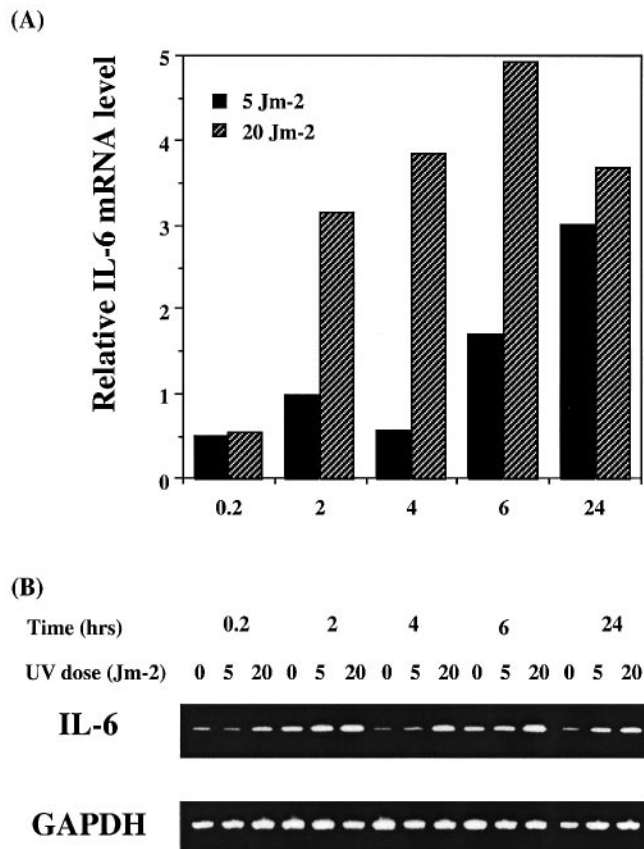 (A)
Relative IL-6 mRNA level
5
4
3
2
1
0
5 Jm-2
20 Jm-2
0.2 2 4 6 24
(B)
Time (hrs) 0.2 2 4 6 24
UV dose (Jm-2) 0 5 20 0 5 20 0 5 20 0 5 20 0 5 20
IL-6
GAPDH